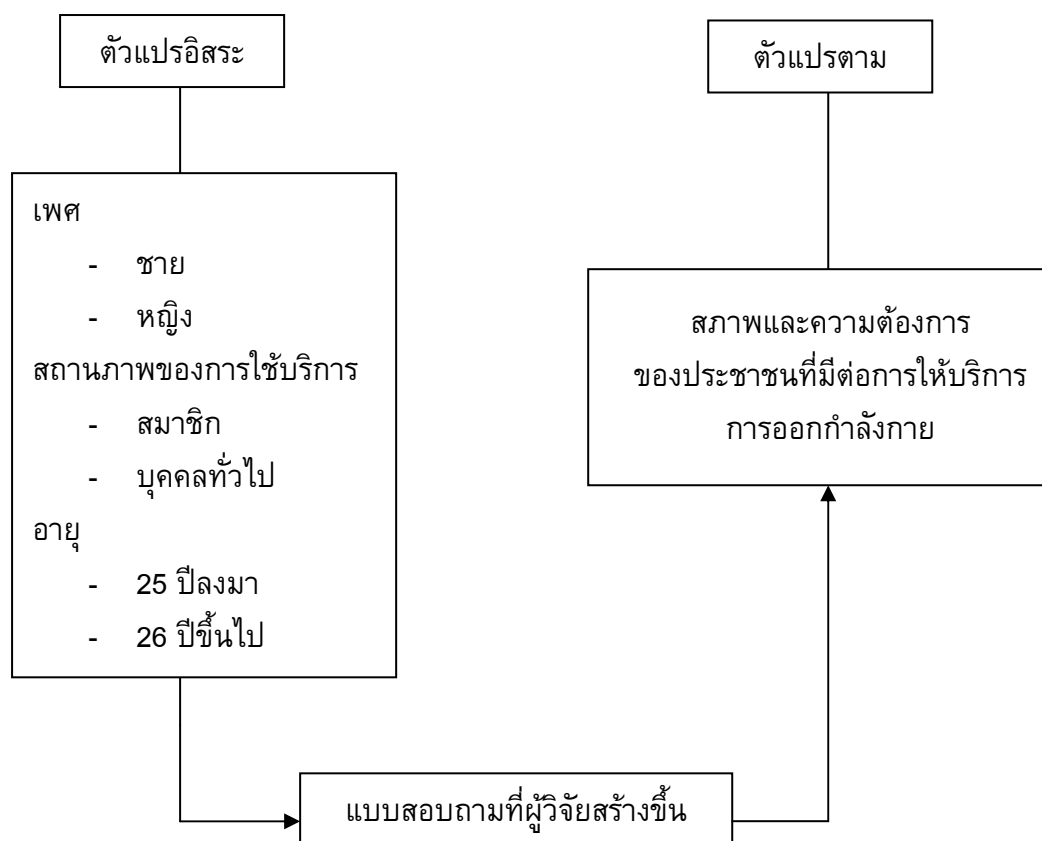 ตัวแปรอิสระ
ตัวแปรตาม
เพศ
- ชาย
- หญิง
สถานภาพของการใช้บริการ
- สมาชิก
- บุคคลทั่วไป
อายุ
- 25 ปีลงมา
- 26 ปีขึ้นไป
สภาพและความต้องการ
ของประชาชนที่มีต่อการให้บริการ
การออกกำลังกาย
แบบสอบถามที่ผู้วิจัยสร้างขึ้น